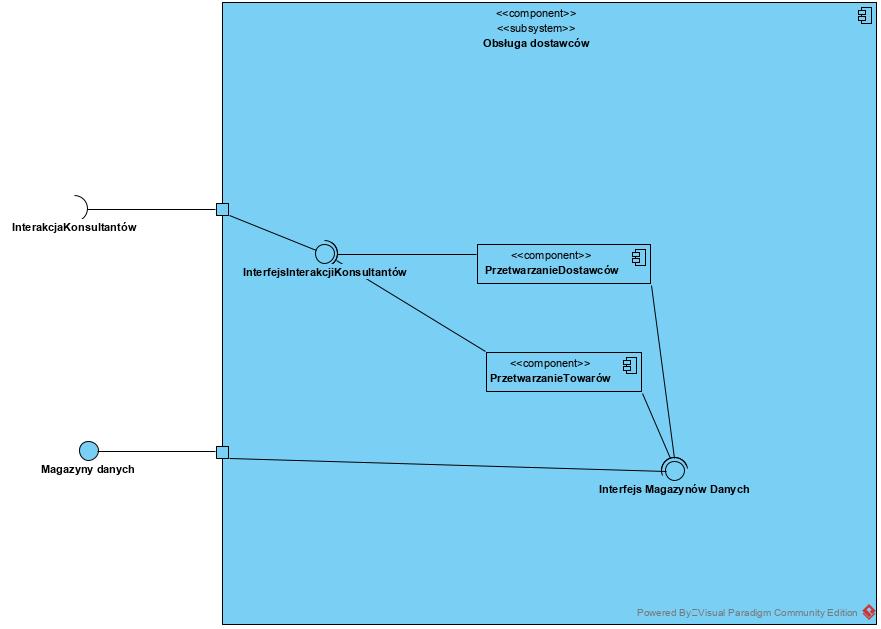 <<component>>
<<subsystem>>
Obsługa dostawców
InterakcjaKonsultantów
<<component>>
PrzetwarzanieDostawców
InterfejsInterakcjiKonsultantów
<<component>>
PrzetwarzanieTowarów
Magazyny danych
Interfejs Magazynów Danych
Powered By Visual Paradigm Community Edition